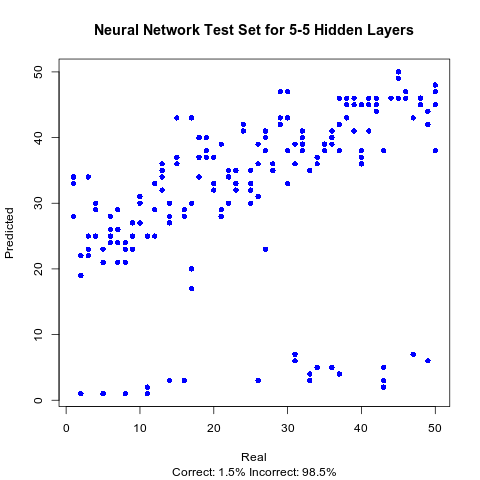 Neural Network Test Set for 5-5 Hidden Layers
50
40
30
20
10
0
Predicted
0 10 20 30 40 50
Real
Correct: 1.5% Incorrect: 98.5%